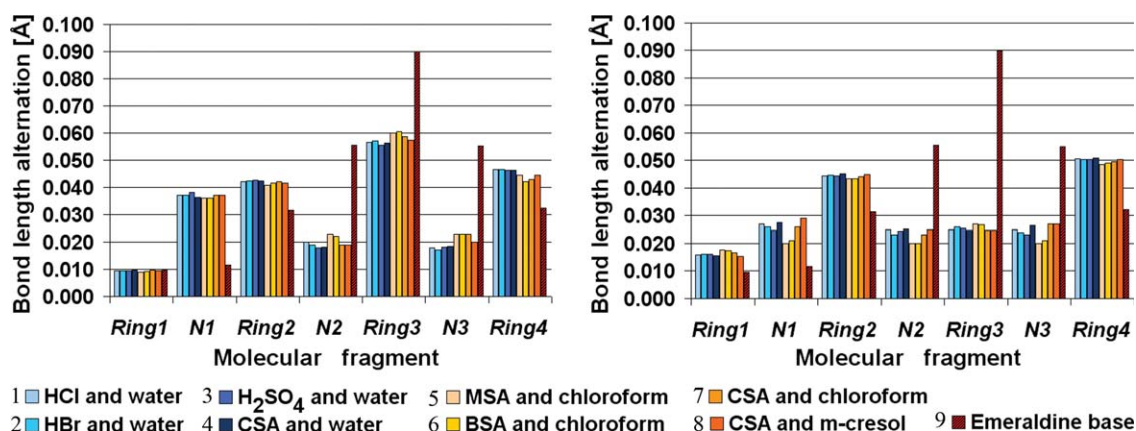 Bond length alternation [Å]
0.100
0.090
0.080
0.070
0.060
0.050
0.040
0.030
0.020
0.010
0.000
Ring1 N1 Ring2 N2 Ring3 N3 Ring4
Molecular fragment
Bond length alternation [Å]
0.100
0.090
0.080
0.070
0.060
0.050
0.040
0.030
0.020
0.010
0.000
Ring1 N1 Ring2 N2 Ring3 N3 Ring4
Molecular fragment
1 HCl and water 3 H2SO4 and water 5 MSA and chloroform 7 CSA and chloroform
2 HBr and water 4 CSA and water 6 BSA and chloroform 8 CSA and m-cresol 9 Emeraldine base